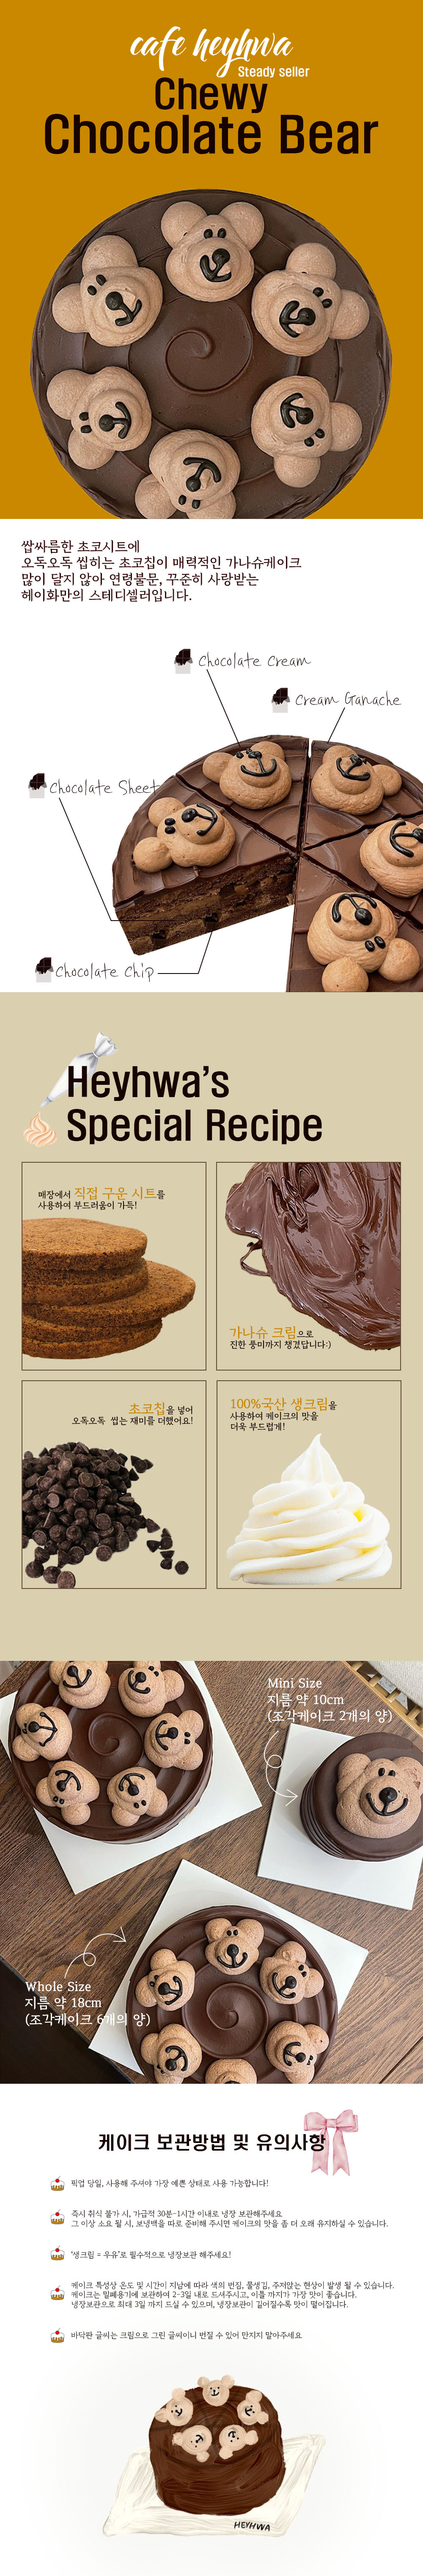 cafe heyhwa
Steady seller
Chewy
Chocolate Bear
쌉싸름한 초코시트에
오독오독 씹히는 초코칩이 매력적인 가나슈케이크
많이 달지 않아 연령불문, 꾸준히 사랑받는
헤이화만의 스테디셀러입니다.
Chocolate Cream
Cream Ganache
Chocolate Sheet
Chocolate Chip
Heyhwa's
Special Recipe
매장에서 직접 구운 시트를
사용하여 부드러움이 가득!
가나슈 크림으로
진한 풍미까지 챙겼답니다:)
초코칩을 넣어
오독오독 씹는 재미를 더했어요!
100%국산 생크림을
사용하여 케이크의 맛을
더욱 부드럽게!
Mini Size
지름 약 10cm
(조각케이크 2개의 양)
Whole Size
지름 약 18cm
(조각케이크 6개의 양)
케이크 보관방법 및 유의사항
픽업 당일, 사용해 주셔야 가장 예쁜 상태로 사용 가능합니다!
즉시 취식 불가 시, 가급적 30분-1시간 이내로 냉장 보관해주세요
그 이상 소요 될 시, 보냉백을 따로 준비해 주시면 케이크의 맛을 좀 더 오래 유지하실 수 있습니다.
'생크림 = 우유'로 필수적으로 냉장보관 해주세요!
케이크 특성상 온도 및 시간이 지남에 따라 색의 번짐, 물생김, 주저앉는 현상이 발생 될 수 있습니다.
케이크는 밀폐용기에 보관하여 2-3일 내로 드셔주시고, 이틀 까지가 가장 맛이 좋습니다.
냉장보관으로 최대 3일 까지 드실 수 있으며, 냉장보관이 길어질수록 맛이 떨어집니다.
바닥판 글씨는 크림으로 그린 글씨이니 번질 수 있어 만지지 말아주세요
HEYHWA